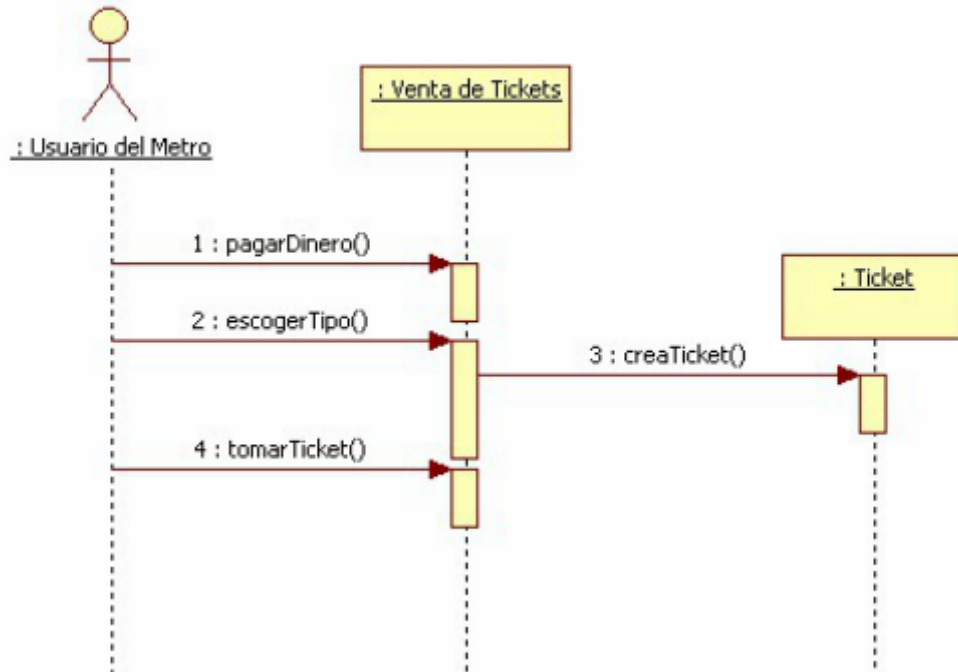 : Usuario del Metro
: Venta de Tickets
: Ticket
1 : pagarDinero()
2 : escogerTipo()
3 : creaTicket()
4 : tomarTicket()